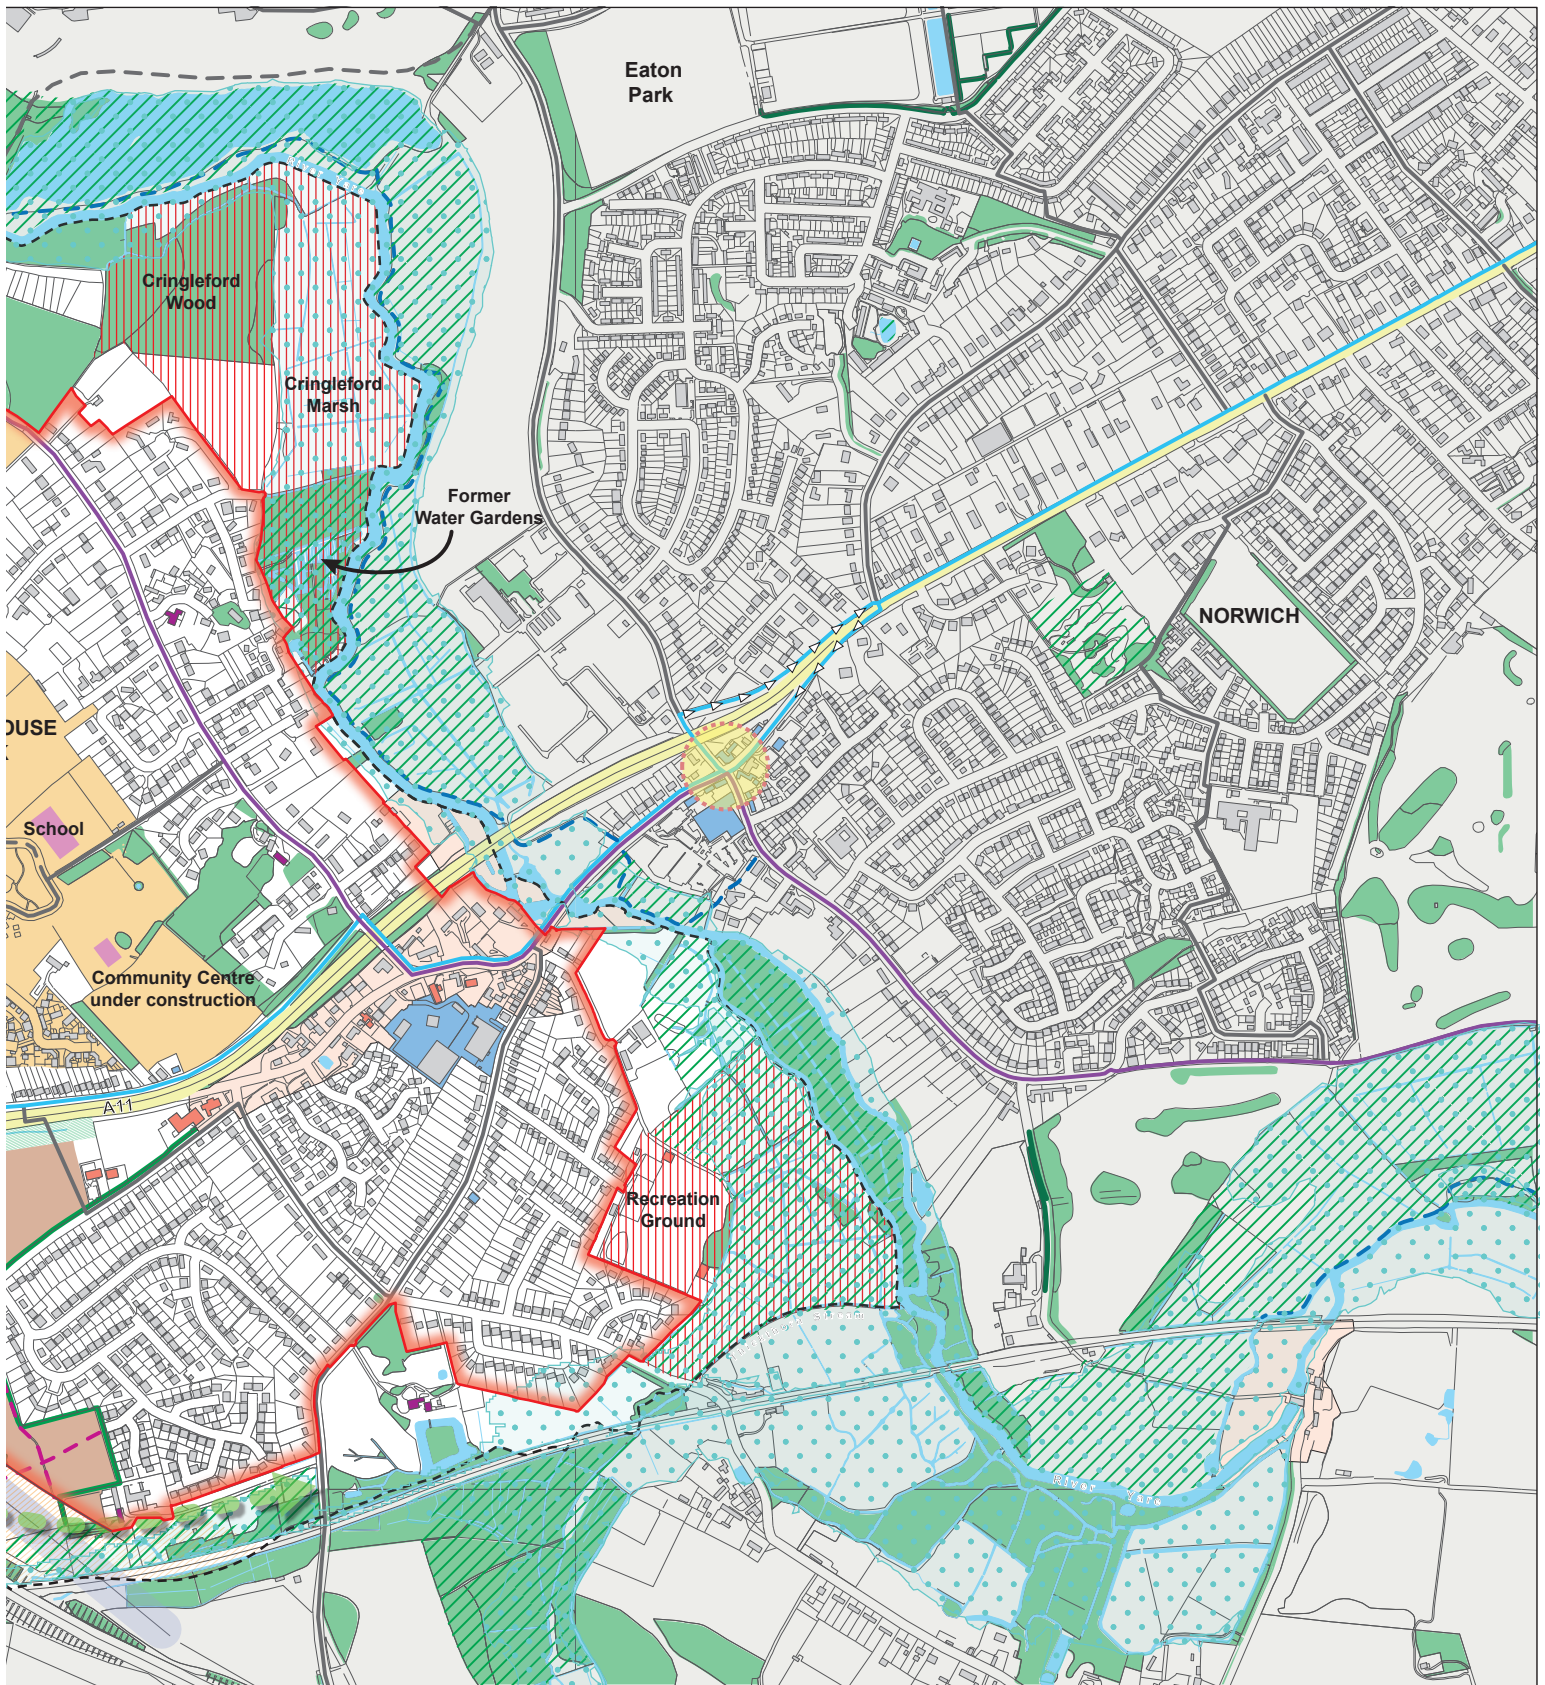 Eaton
Park
Cringleford
Wood
Cringleford
Marsh
Former
Water Gardens
NORWICH
OUSE
School
Community Centre
under construction
A 11
Recreation
Ground
River Yare